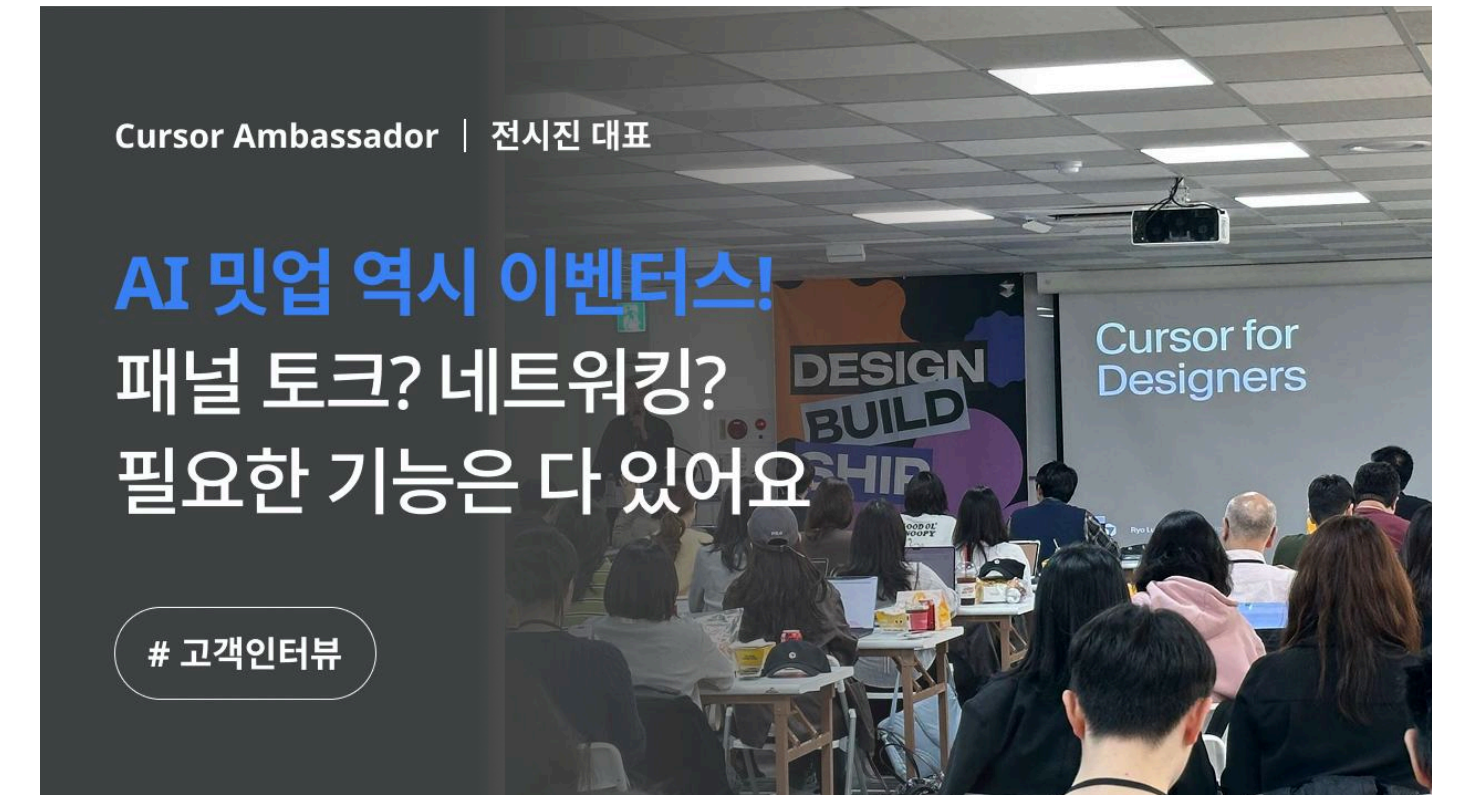 Cursor Ambassador | 전시진 대표
AI 밋업 역시 이벤터스!
패널 토크? 네트워킹?
필요한 기능은 다 있어요
# 고객인터뷰
DESIGN
BUILD
SHIP
Cursor for
Designers